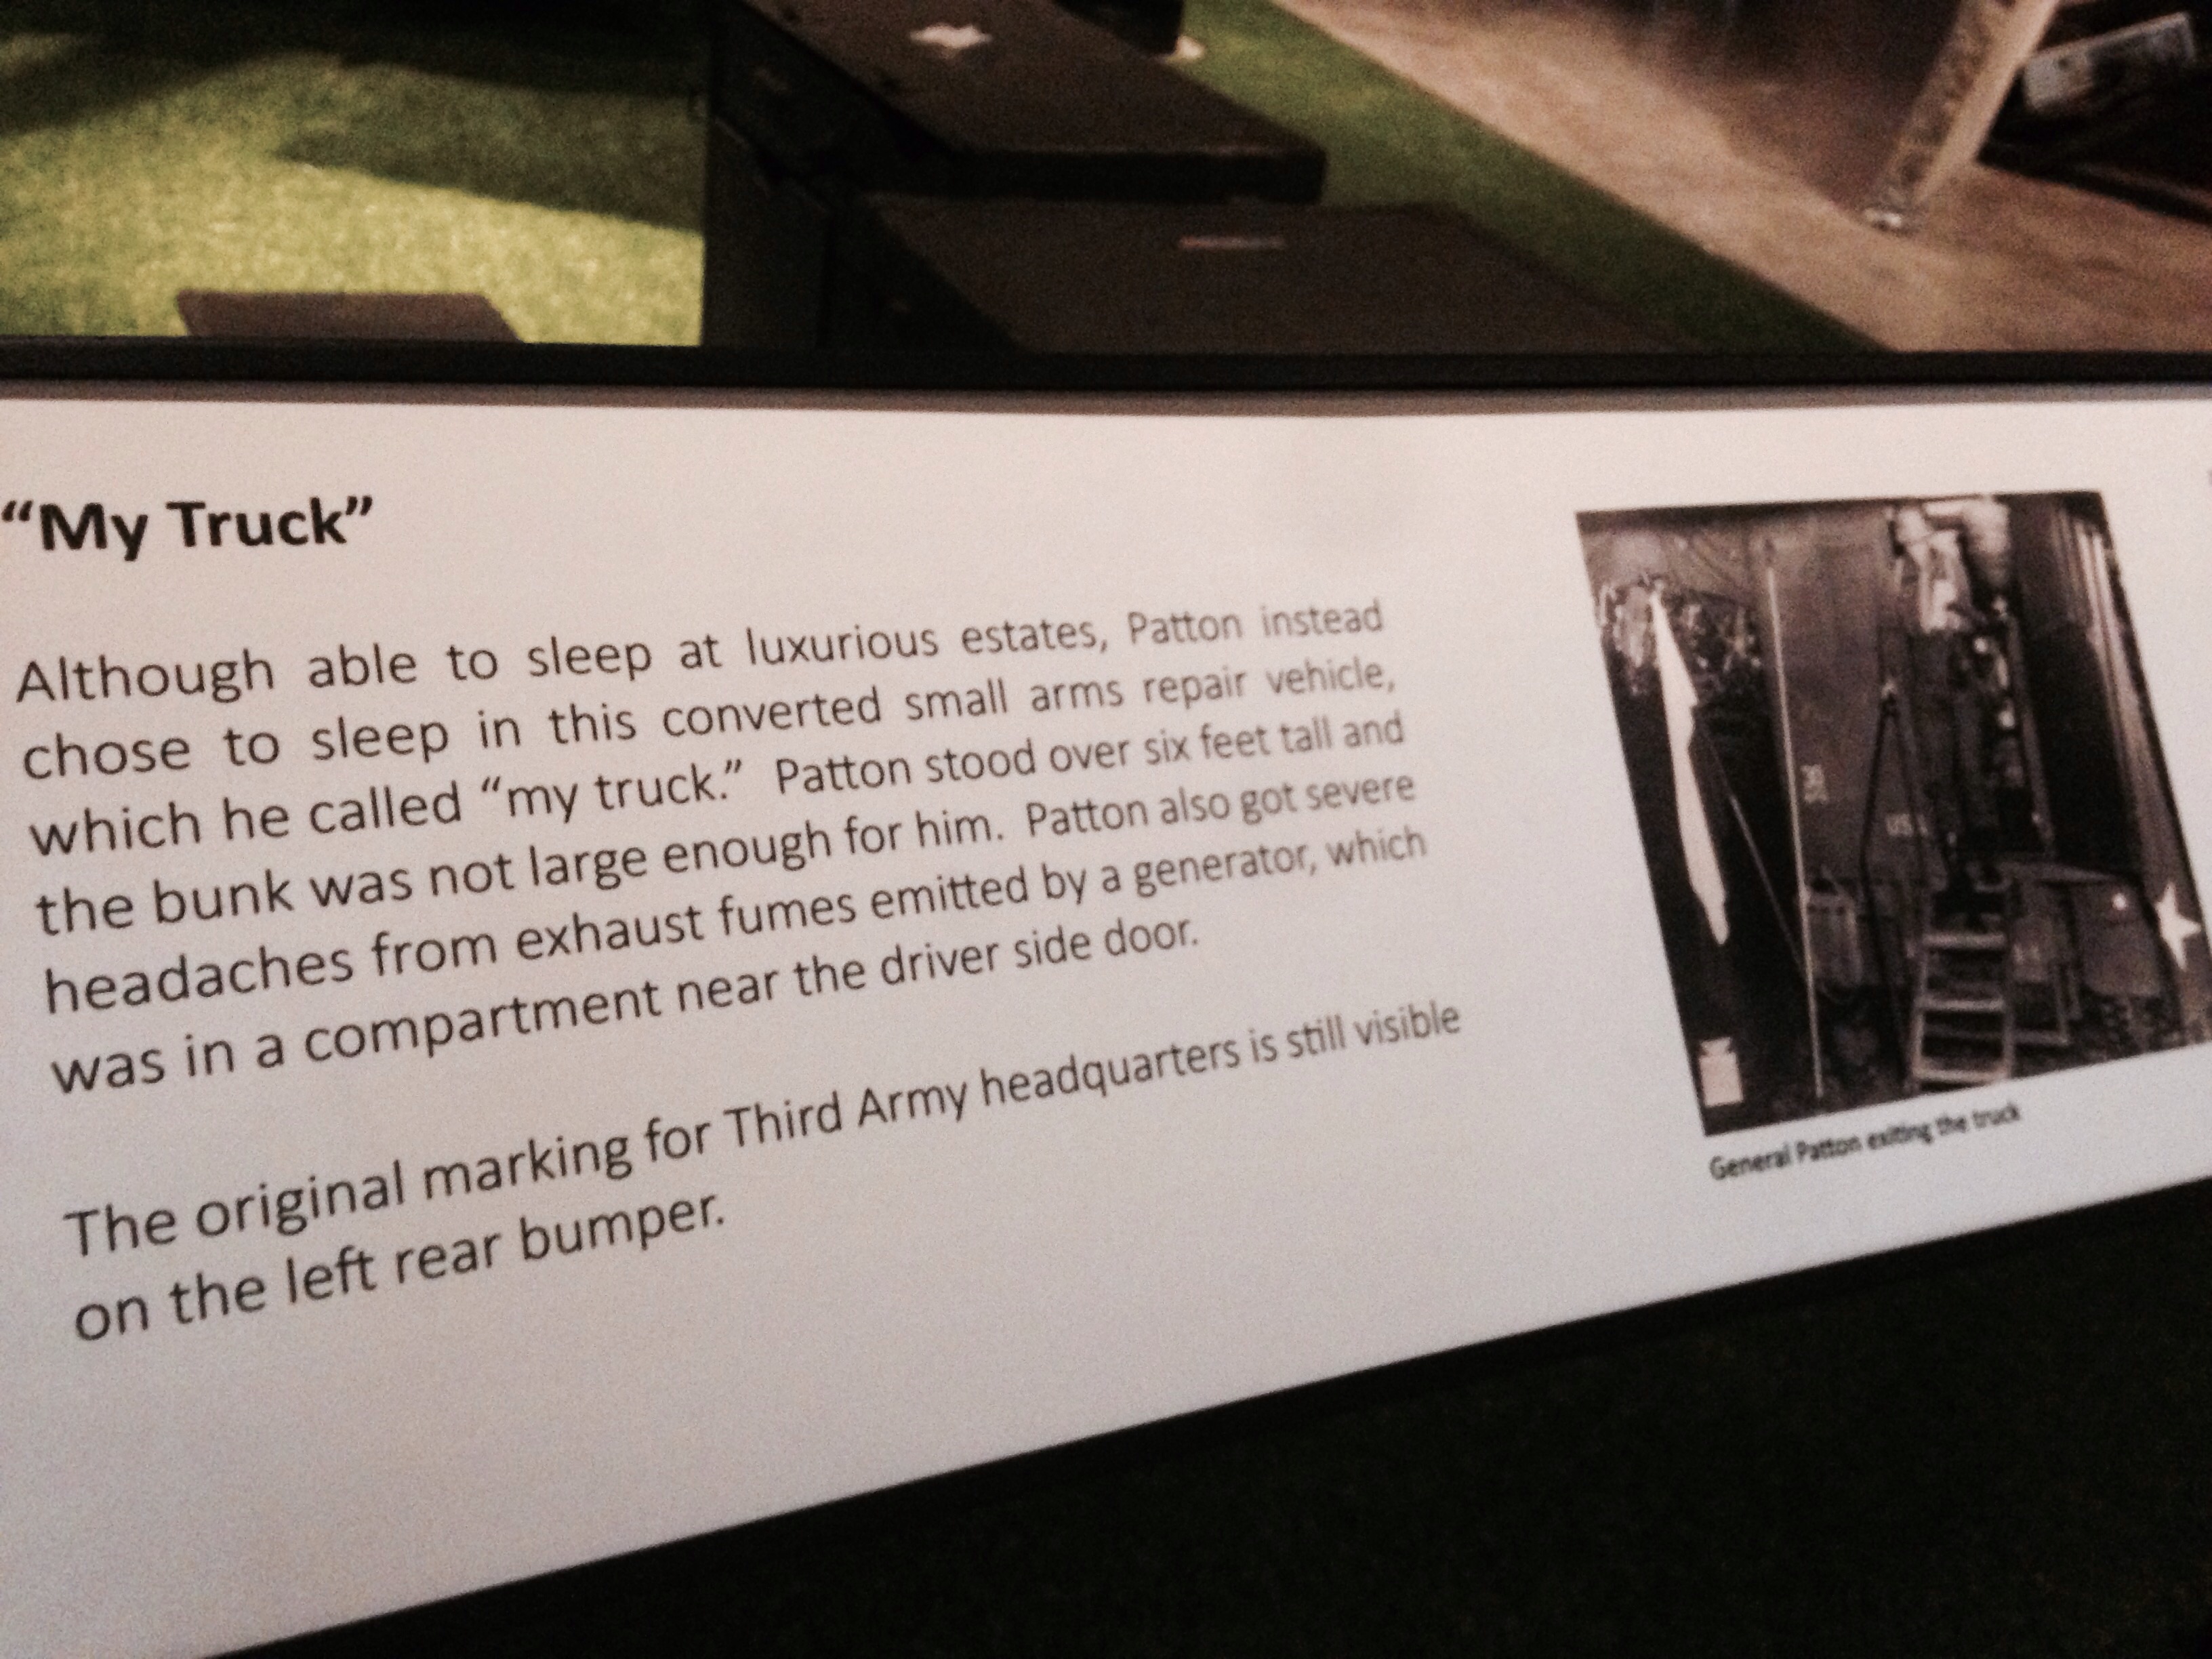 “My Truck”
Although able to sleep at luxurious estates, Patton instead
chose to sleep in this converted small arms repair vehicle,
which he called “my truck.” Patton stood over six feet tall and
the bunk was not large enough for him. Patton also got severe
headaches from exhaust fumes emitted by a generator, which
was in a compartment near the driver side door.
The original marking for Third Army headquarters is still visible
on the left rear bumper.
General Patton exiting the truck